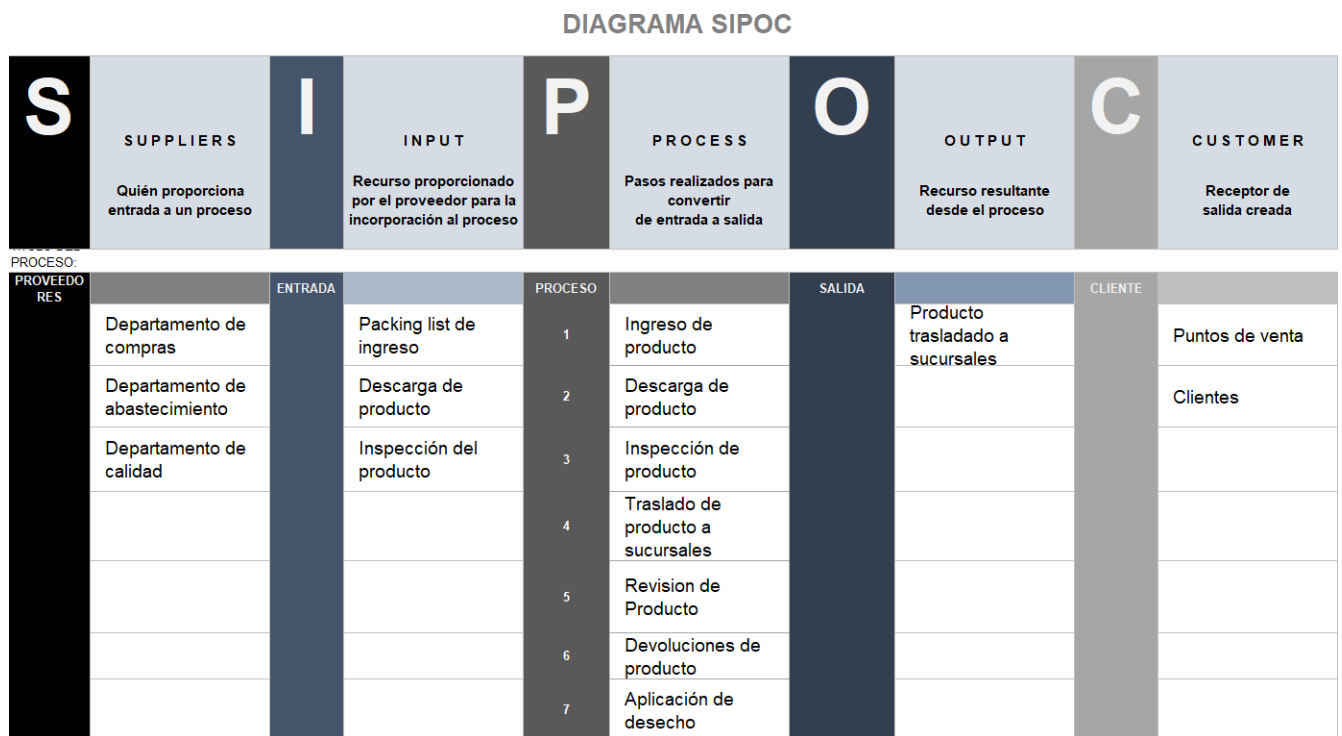 DIAGRAMA SIPOC
S
I
P
O
C
SUPPLIERS
INPUT
PROCESS
OUTPUT
CUSTOMER
Quién proporciona
entrada a un proceso
Recurso proporcionado
por el proveedor para la
incorporación al proceso
Pasos realizados para
convertir
de entrada a salida
Recurso resultante
desde el proceso
Receptor de
salida creada
PROCESO:
PROVEEDO
RES
ENTRADA
PROCESO
SALIDA
CLIENTE
Departamento de
compras
Packing list de
ingreso
1
Ingreso de
producto
Producto
trasladado a
sucursales
Puntos de venta
Departamento de
abastecimiento
Descarga de
producto
2
Descarga de
producto
Clientes
Departamento de
calidad
Inspección del
producto
3
Inspección de
producto
4
Traslado de
producto a
sucursales
5
Revision de
Producto
6
Devoluciones de
producto
7
Aplicación de
desecho